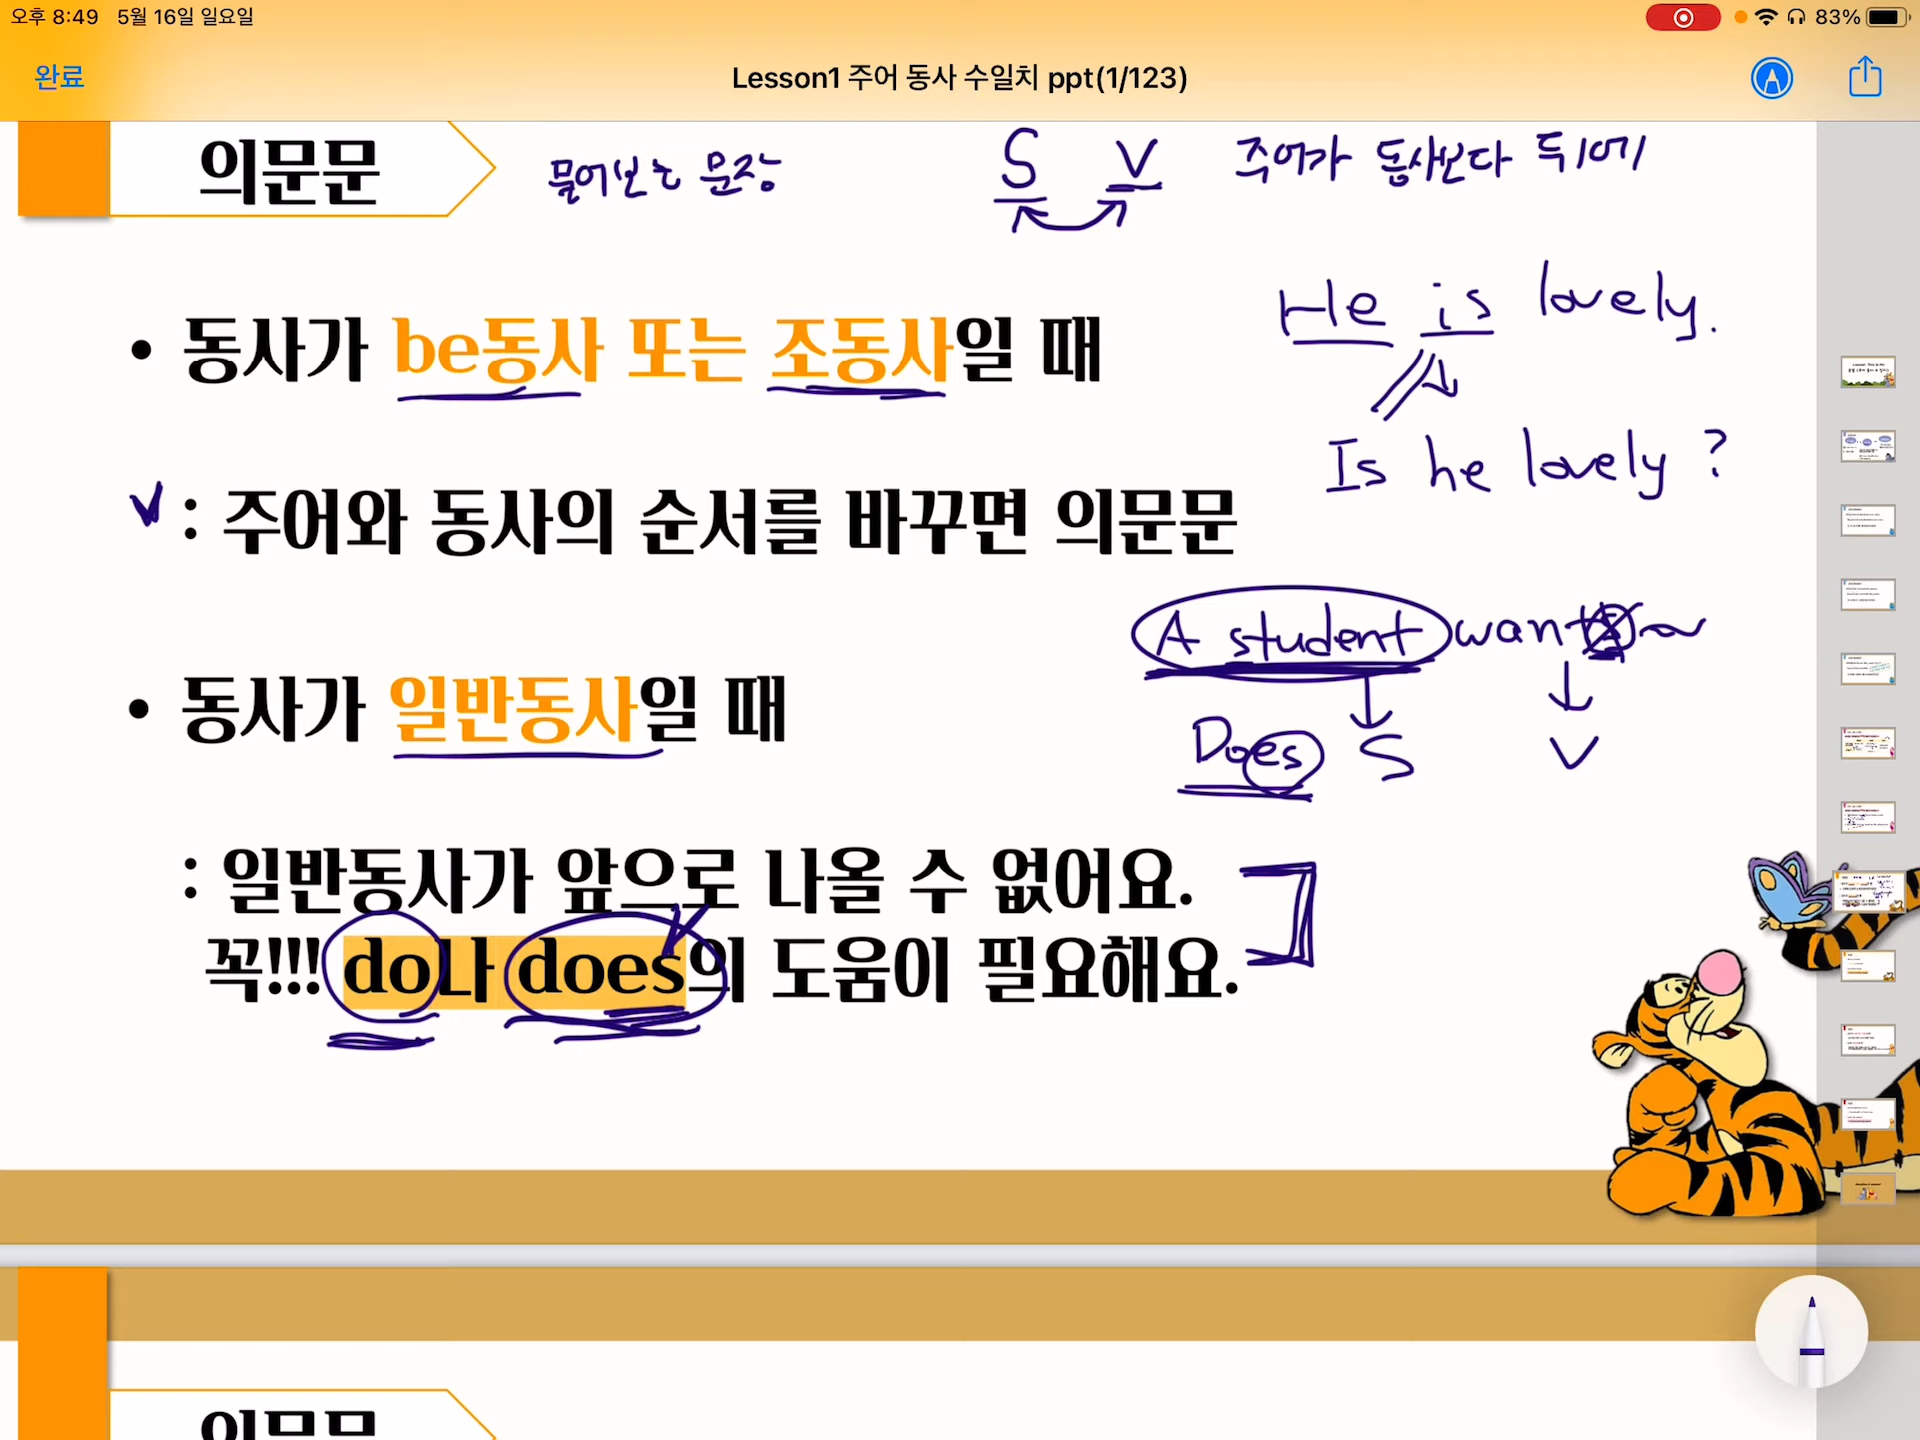 오후 8:49 5월 16일 일요일 83%
완료 Lesson1 주어 동사 수일치 ppt(1/123)
의문문 물어보는 문장 S V 주어가 동사보다 뒤에
He is lovely.
• 동사가 be동사 또는 조동사일 때
Is he lovely?
V : 주어와 동사의 순서를 바꾸면 의문문
A student wants ~
• 동사가 일반동사일 때
Does S V
: 일반동사가 앞으로 나올 수 없어요.
꼭!!! do나 does의 도움이 필요해요.
의문문